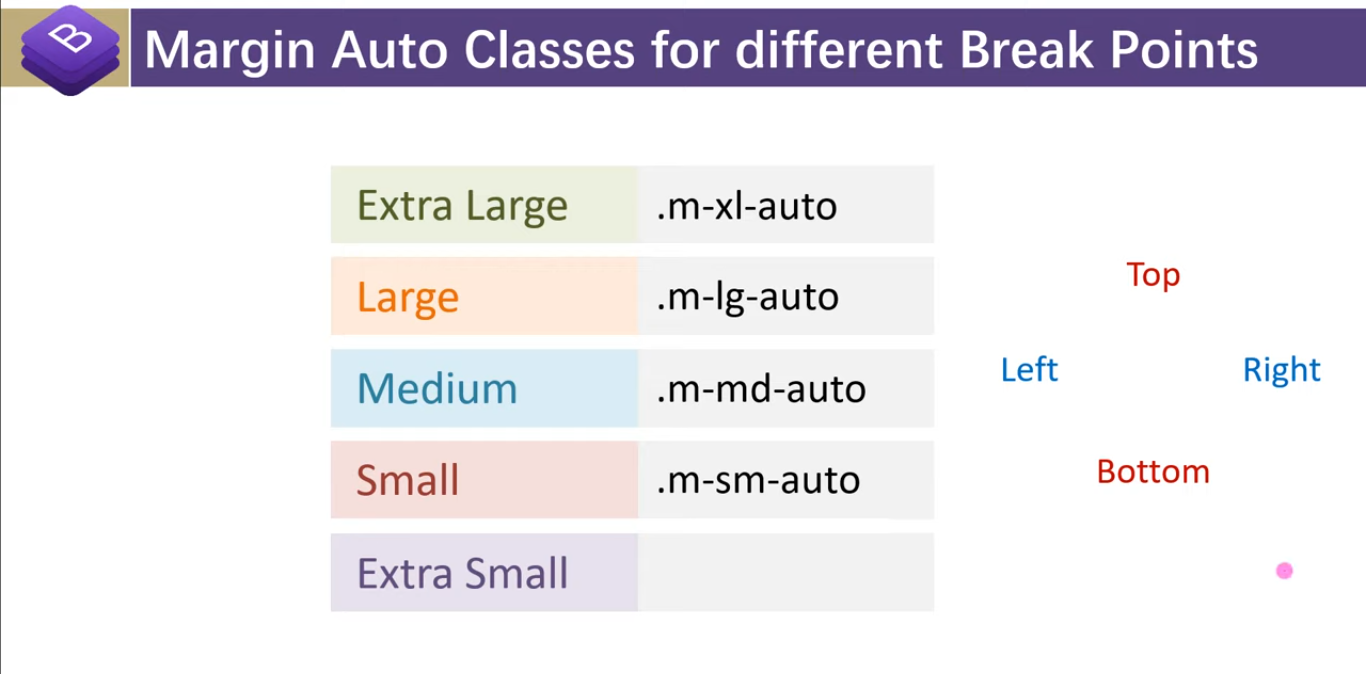 B
Margin Auto Classes for different Break Points
Extra Large .m-xl-auto
Large .m-lg-auto
Medium .m-md-auto
Small .m-sm-auto
Extra Small
Top
Left Right
Bottom